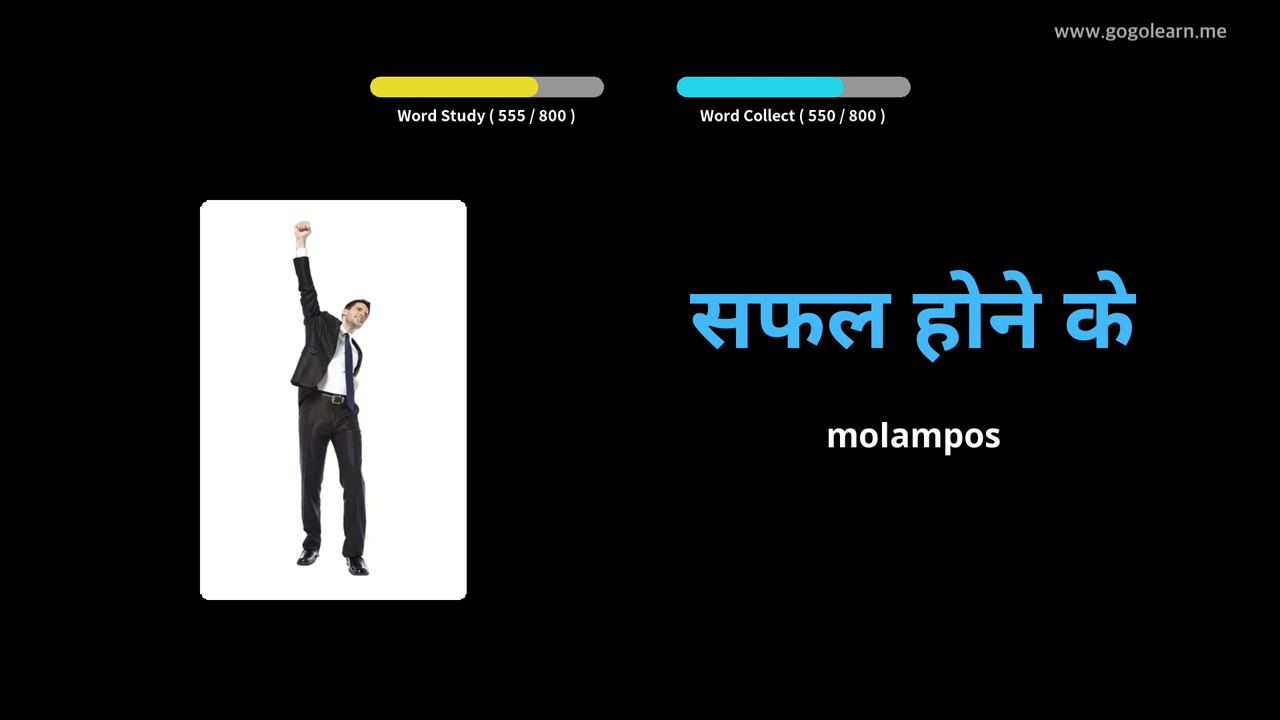 www.gogolearn.me
Word Study ( 555 / 800 )
Word Collect ( 550 / 800 )
सफल होने के
molampos